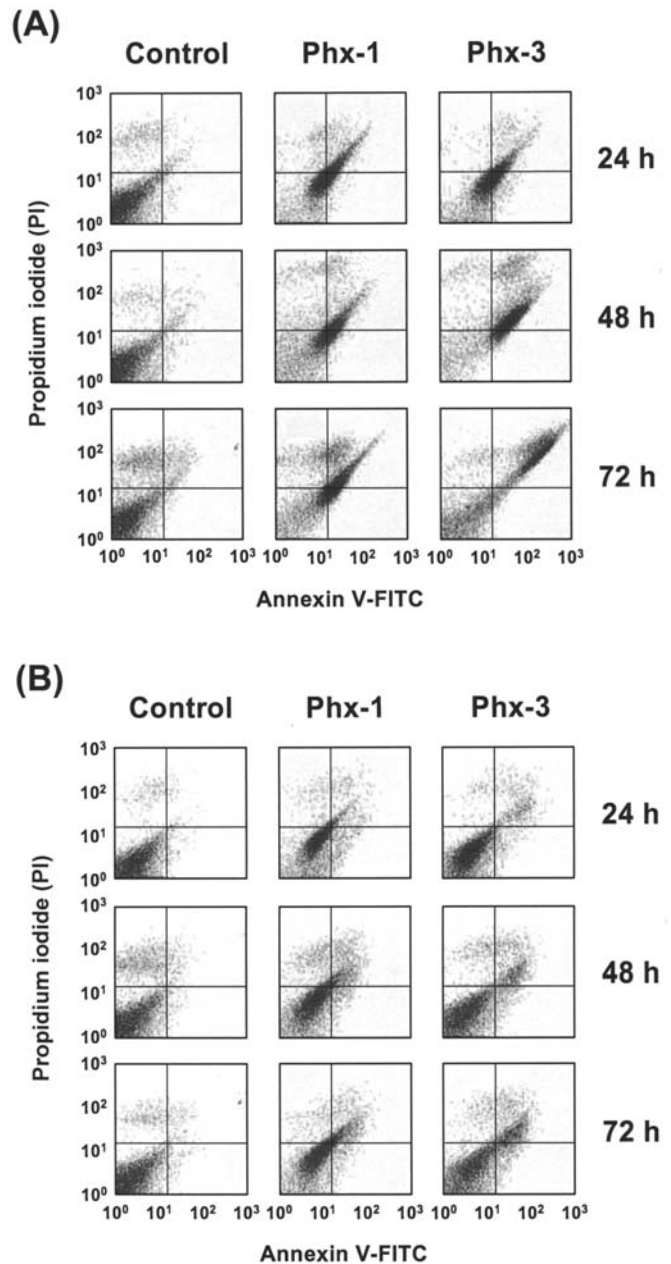 (A)
Control Phx-1 Phx-3
Propidium iodide (PI)
10³
10²
10¹
10⁰
24 h
10³
10²
10¹
10⁰
48 h
10³
10²
10¹
10⁰
72 h
10⁰ 10¹ 10² 10³ 10⁰ 10¹ 10² 10³ 10⁰ 10¹ 10² 10³
Annexin V-FITC
(B)
Control Phx-1 Phx-3
Propidium iodide (PI)
10³
10²
10¹
10⁰
24 h
10³
10²
10¹
10⁰
48 h
10³
10²
10¹
10⁰
72 h
10⁰ 10¹ 10² 10³ 10⁰ 10¹ 10² 10³ 10⁰ 10¹ 10² 10³
Annexin V-FITC